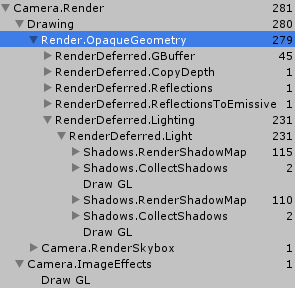 Camera.Render 281
Drawing 280
Render.OpaqueGeometry 279
RenderDeferred.GBuffer 45
RenderDeferred.CopyDepth 1
RenderDeferred.Reflections 1
RenderDeferred.ReflectionsToEmissive 1
RenderDeferred.Lighting 231
RenderDeferred.Light 231
Shadows.RenderShadowMap 115
Shadows.CollectShadows 2
Draw GL
Shadows.RenderShadowMap 110
Shadows.CollectShadows 2
Draw GL
Camera.RenderSkybox 1
Camera.ImageEffects 1
Draw GL